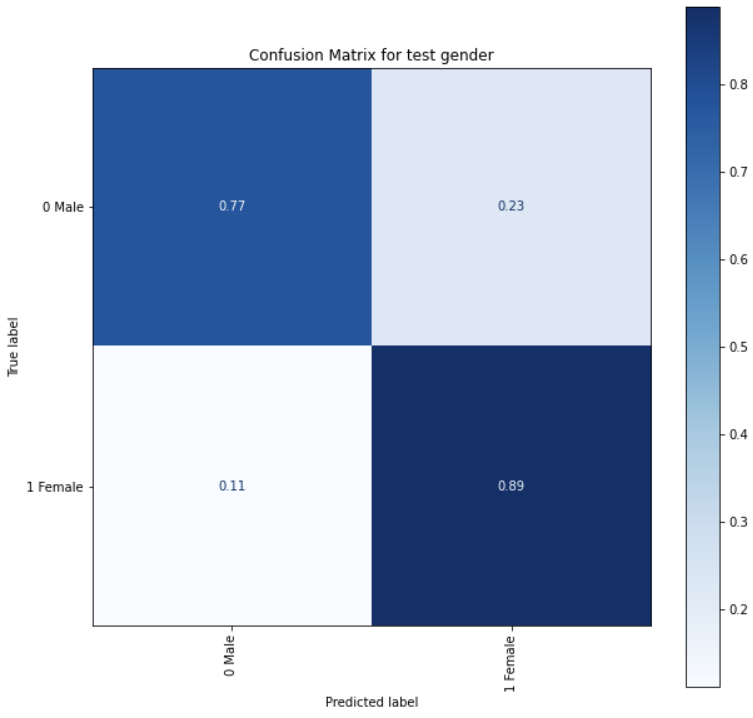 Confusion Matrix for test gender
0.8
0.7
0 Male
0.77
0.23
0.6
True label
0.5
0.4
1 Female
0.11
0.89
0.3
0.2
0 Male
1 Female
Predicted label